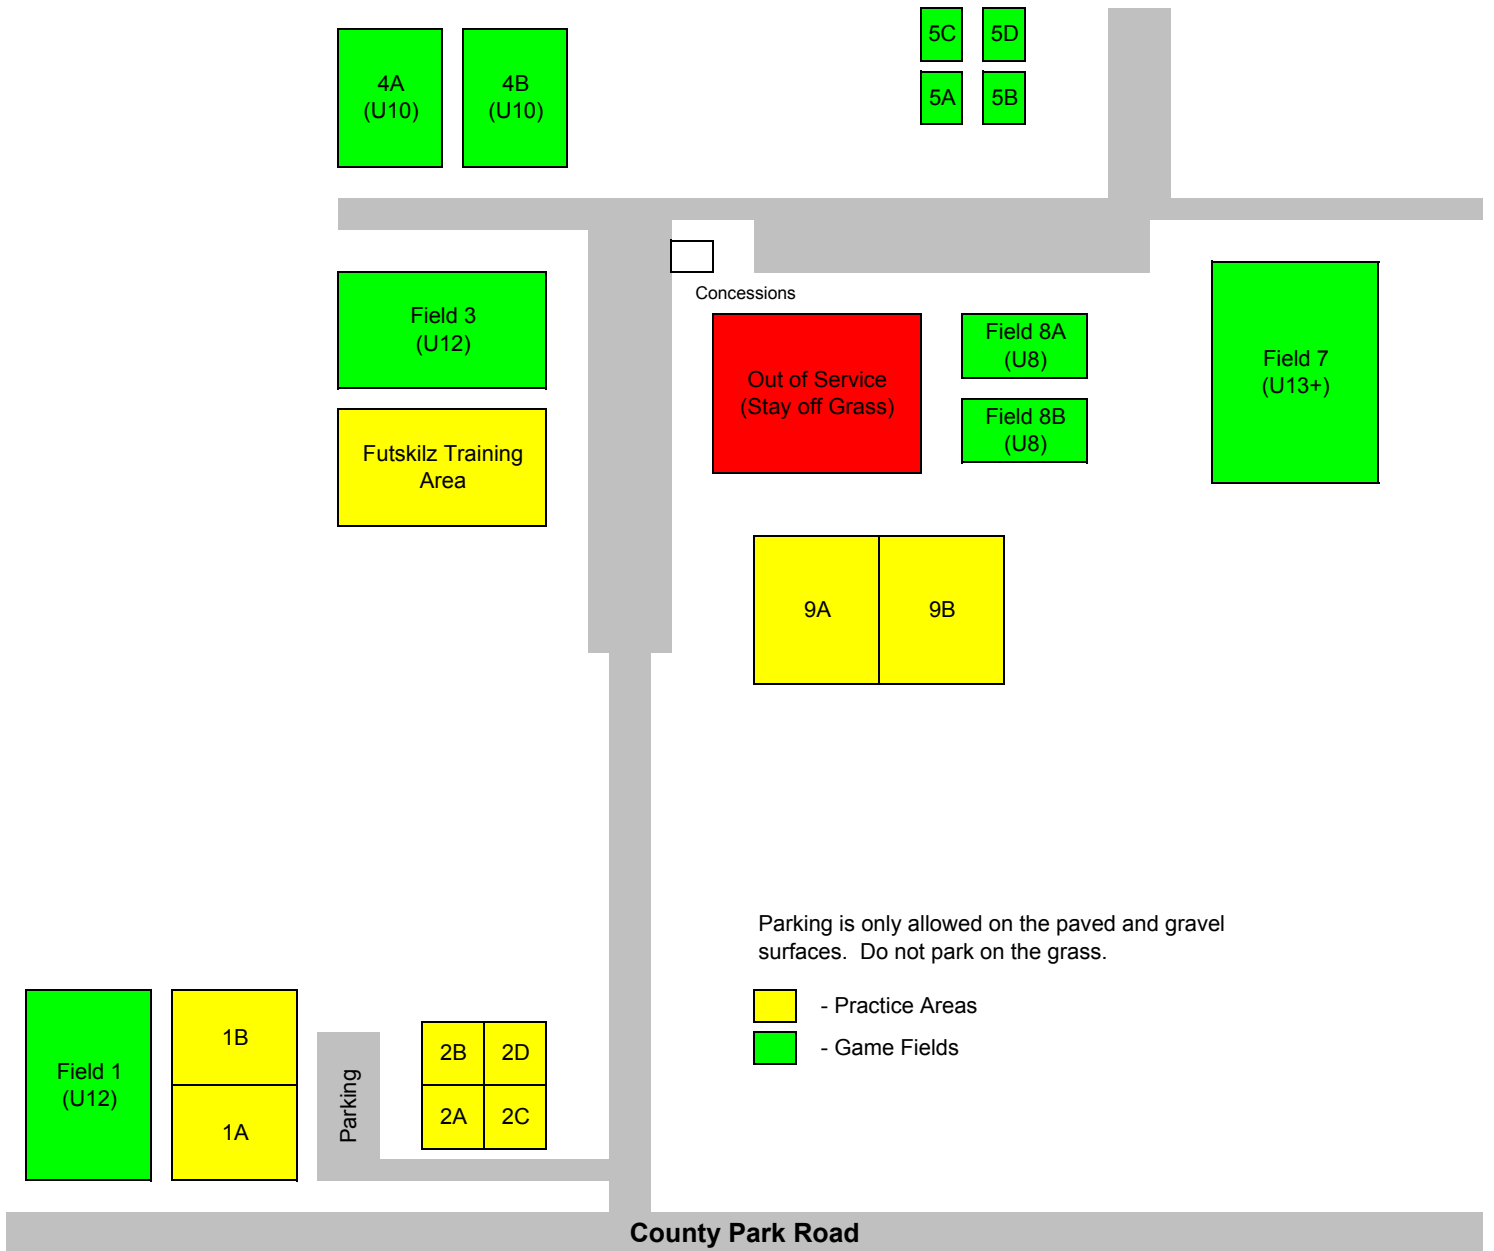 5C
5D
4A
(U10)
4B
(U10)
5A
5B
Concessions
Field 3
(U12)
Out of Service
(Stay off Grass)
Field 8A
(U8)
Field 7
(U13+)
Field 8B
(U8)
Futskilz Training
Area
9A
9B
Parking is only allowed on the paved and gravel
surfaces.  Do not park on the grass.
- Practice Areas
- Game Fields
1B
Field 1
(U12)
1A
Parking
2B
2D
2A
2C
County Park Road